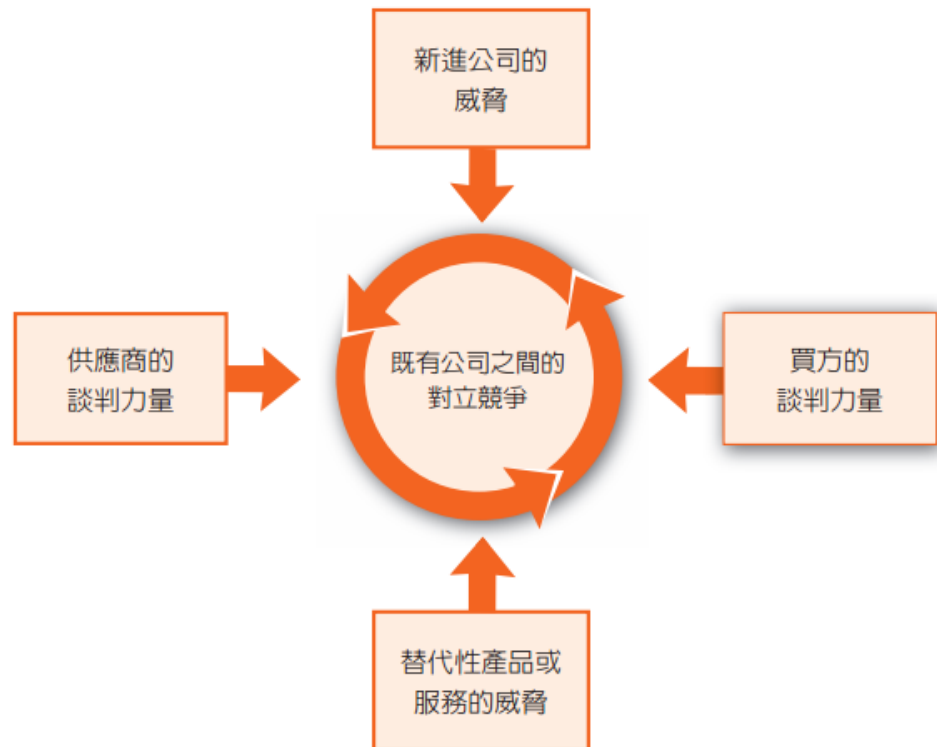 新進公司的
威脅
供應商的
談判力量
既有公司之間的
對立競爭
買方的
談判力量
替代性產品或
服務的威脅